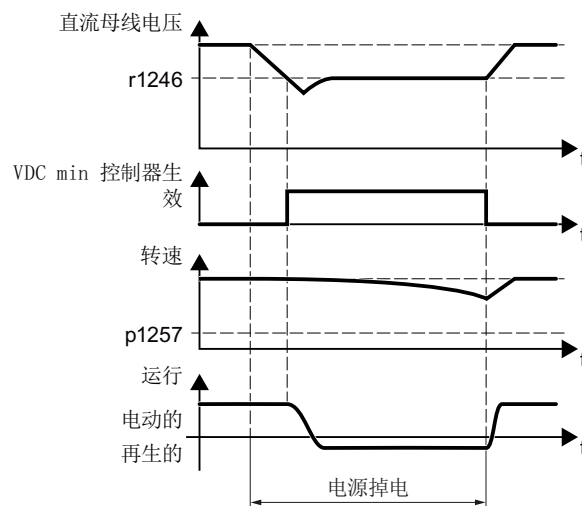 直流母线电压
r1246
t
VDC min 控制器生
效
t
转速
p1257
t
运行
电动的
再生的
t
电源掉电